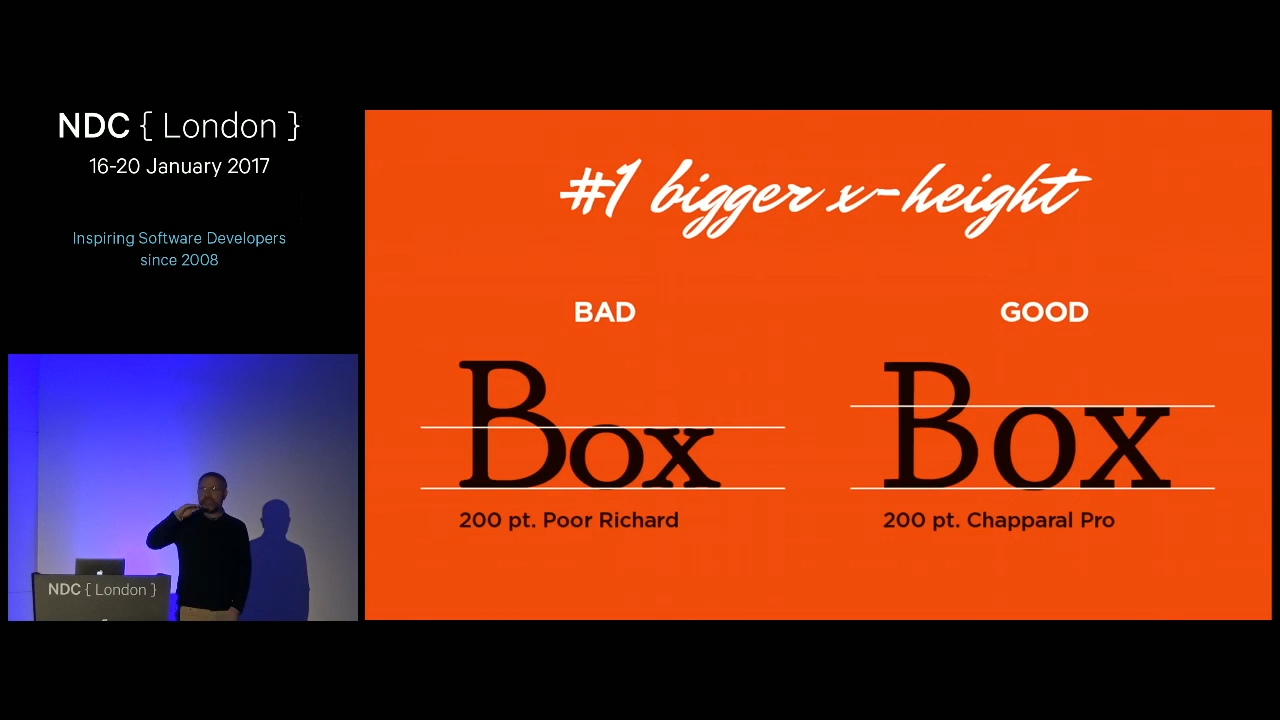 NDC { London }
16-20 January 2017
Inspiring Software Developers
since 2008
#1 bigger x-height
BAD
GOOD
Box
Box
200 pt. Poor Richard
200 pt. Chapparal Pro
NDC { London }